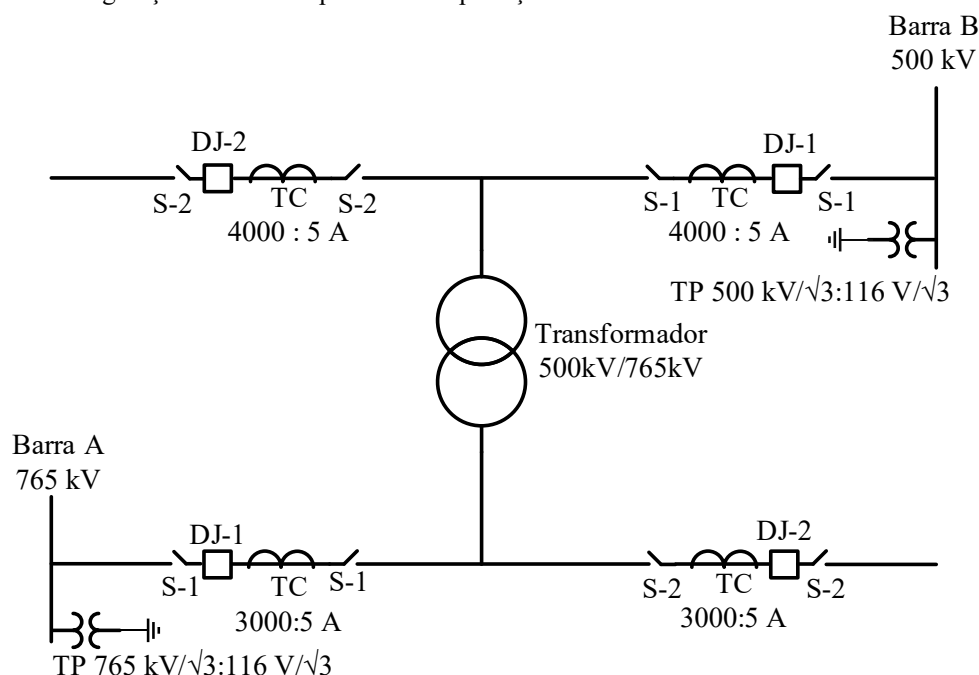 Barra B
500 kV
DJ-2
DJ-1
S-2
TC
S-2
S-1
TC
S-1
4000 : 5 A
4000 : 5 A
TP 500 kV/√3:116 V/√3
Transformador
500kV/765kV
Barra A
765 kV
DJ-1
DJ-2
S-1
TC
S-1
S-2
TC
S-2
3000:5 A
3000:5 A
TP 765 kV/√3:116 V/√3